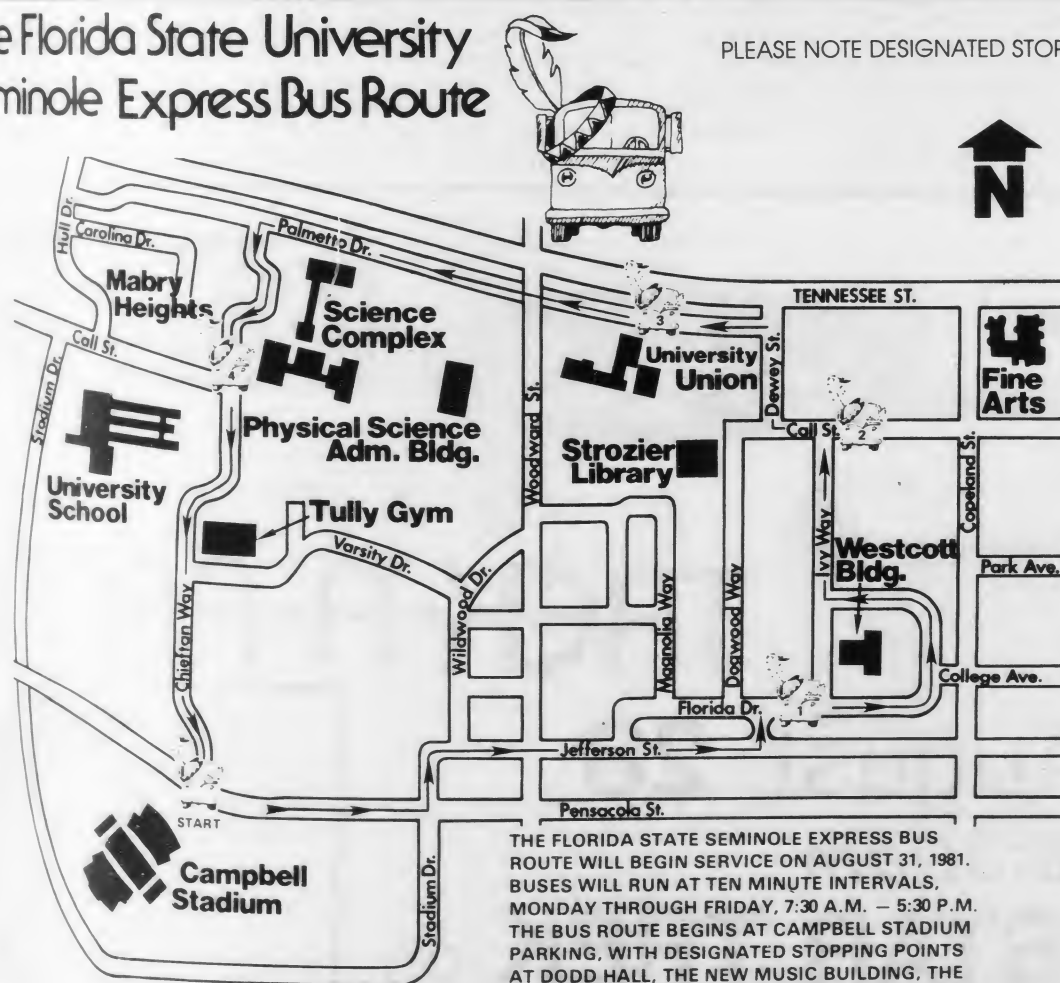 e Florida State University
minole Express Bus Route
PLEASE NOTE DESIGNATED STOP
N
Hull Dr.
Carolina Dr.
Palmetto Dr.
Mabry
Heights
Science
Complex
3
TENNESSEE ST.
Call St.
4
University
Union
Dewey St.
Fine
Arts
Stadium Dr.
Physical Science
Adm. Bldg.
Woodward St.
Strozier
Library
Call St.
2
Copeland St.
University
School
Tully Gym
Varsity Dr.
Ivy Way
Westcott
Bldg.
Park Ave.
Chieftan Way
Wildwood Dr.
Magnolia Way
Dogwood Way
College Ave.
1
Florida Dr.
Jefferson St.
START
Pensacola St.
Campbell
Stadium
Stadium Dr.
THE FLORIDA STATE SEMINOLE EXPRESS BUS
ROUTE WILL BEGIN SERVICE ON AUGUST 31, 1981.
BUSES WILL RUN AT TEN MINUTE INTERVALS,
MONDAY THROUGH FRIDAY, 7:30 A.M. — 5:30 P.M.
THE BUS ROUTE BEGINS AT CAMPBELL STADIUM
PARKING, WITH DESIGNATED STOPPING POINTS
AT DODD HALL, THE NEW MUSIC BUILDING, THE